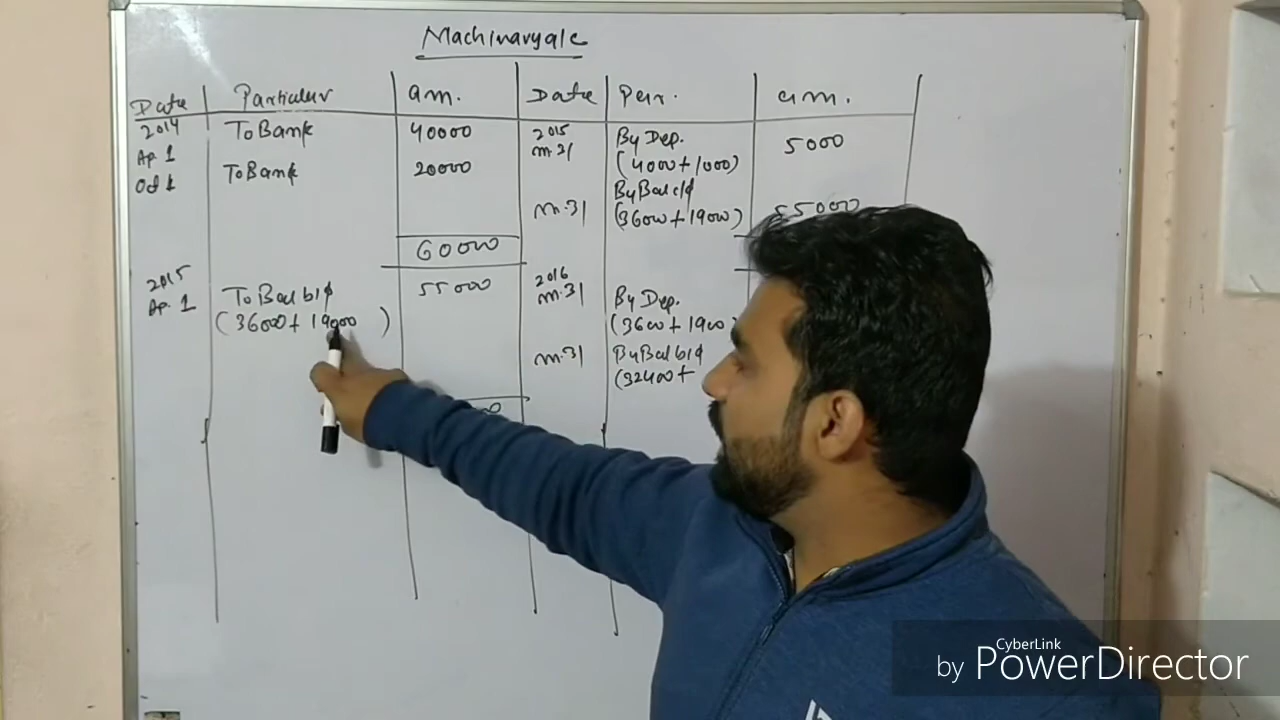 Machinary a/c
Date Particular am. Date Par. am.
2014 To Bank 40000 2015 By Dep. 5000
Ap. 1 m.31 (4000+1000)
Oct 1 To Bank 20000 By Bal c/d
m.31 (36000+19000) 55000
60000
2015 To Bal b/d 55000 2016 By Dep.
Ap. 1 (36000+19000) m.31 (3600+1900
m.31 By Bal b/d
(32400+
CyberLink
by PowerDirector